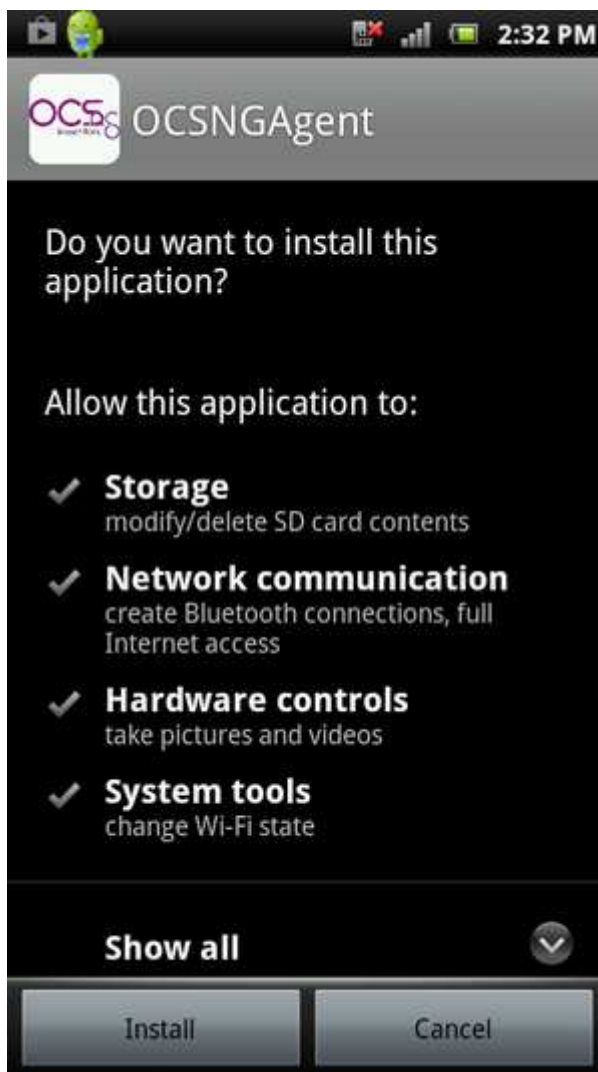 2:32 PM
OCS
OCSNGAgent
Do you want to install this
application?
Allow this application to:
Storage
modify/delete SD card contents
Network communication
create Bluetooth connections, full
Internet access
Hardware controls
take pictures and videos
System tools
change Wi-Fi state
Show all
Install
Cancel